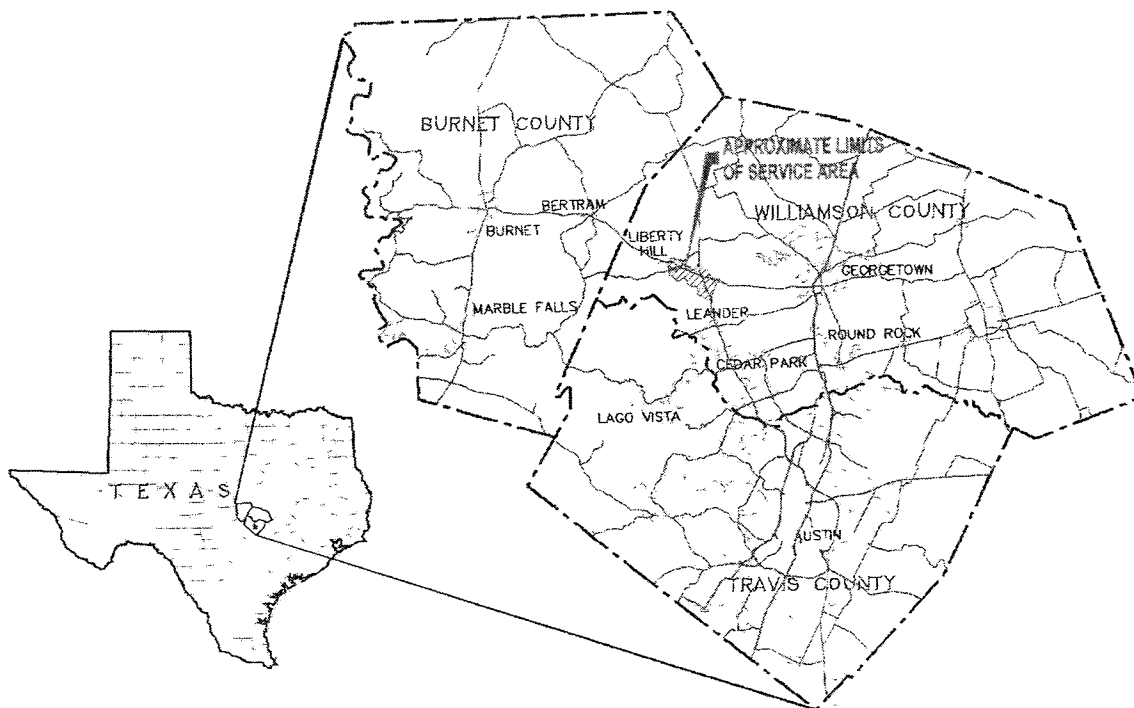 BURNET COUNTY
APPROXIMATE LIMITS
OF SERVICE AREA
WILLIAMSON COUNTY
BERTRAM
BURNET
LIBERTY
HILL
GEORGETOWN
MARBLE FALLS
LEANDER
ROUND ROCK
CEDAR PARK
LAGO VISTA
TEXAS
AUSTIN
TRAVIS COUNTY